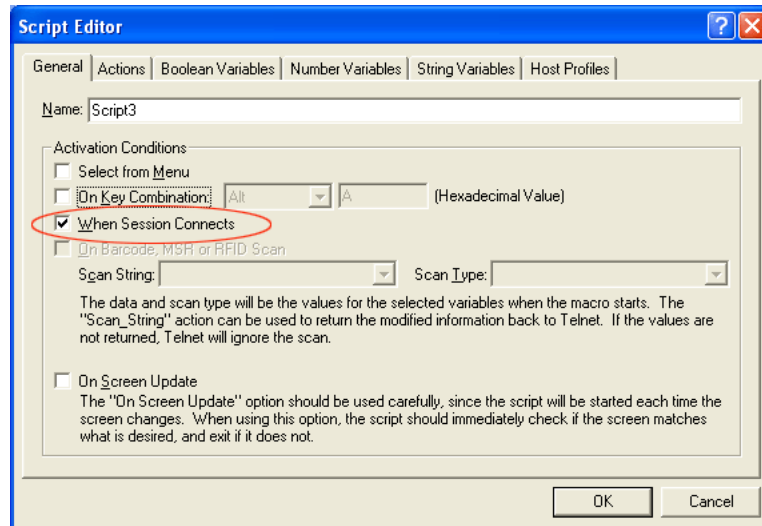 Script Editor
General Actions Boolean Variables Number Variables String Variables Host Profiles
Name: Script3
Activation Conditions
Select from Menu
On Key Combination: Alt A (Hexadecimal Value)
When Session Connects
On Barcode, MSR or RFID Scan
Scan String: Scan Type:
The data and scan type will be the values for the selected variables when the macro starts. The
"Scan_String" action can be used to return the modified information back to Telnet. If the values are
not returned, Telnet will ignore the scan.
On Screen Update
The "On Screen Update" option should be used carefully, since the script will be started each time the
screen changes. When using this option, the script should immediately check if the screen matches
what is desired, and exit if it does not.
OK Cancel